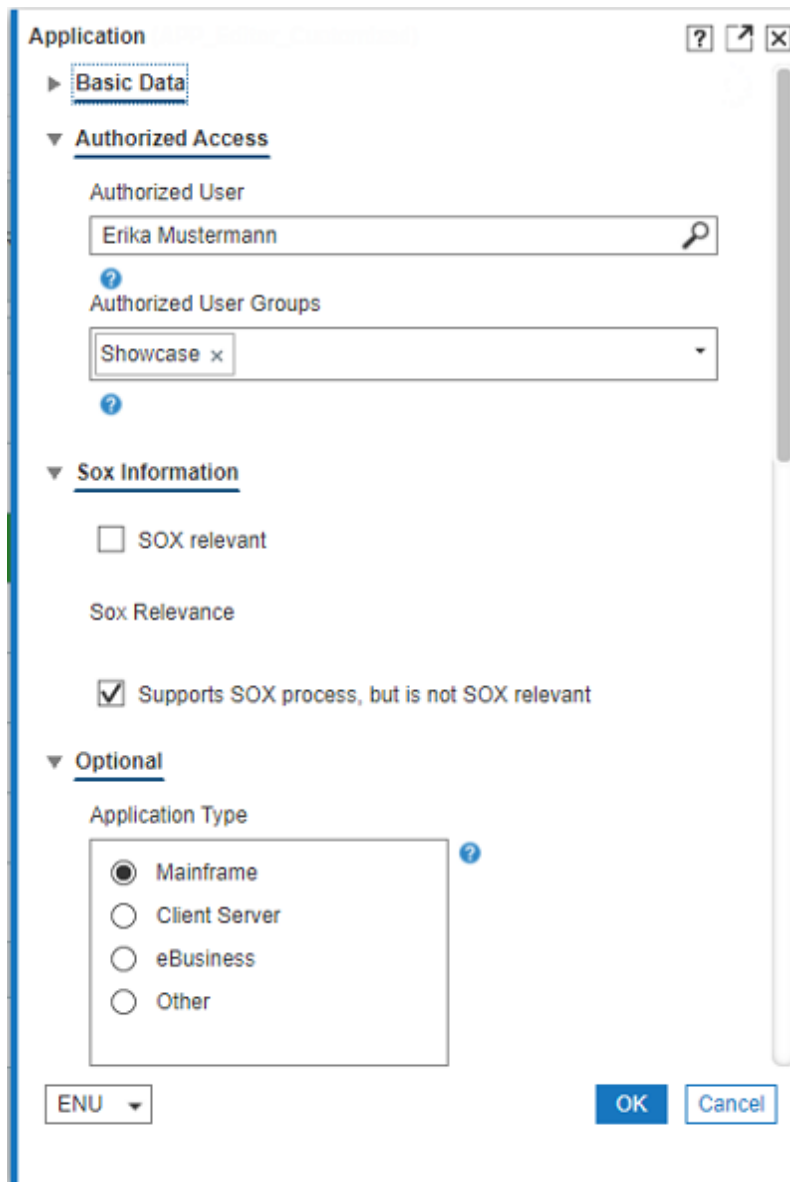 Application
Basic Data
Authorized Access
Authorized User
Erika Mustermann
Authorized User Groups
Showcase
Sox Information
SOX relevant
Sox Relevance
Supports SOX process, but is not SOX relevant
Optional
Application Type
Mainframe
Client Server
eBusiness
Other
ENU
OK
Cancel